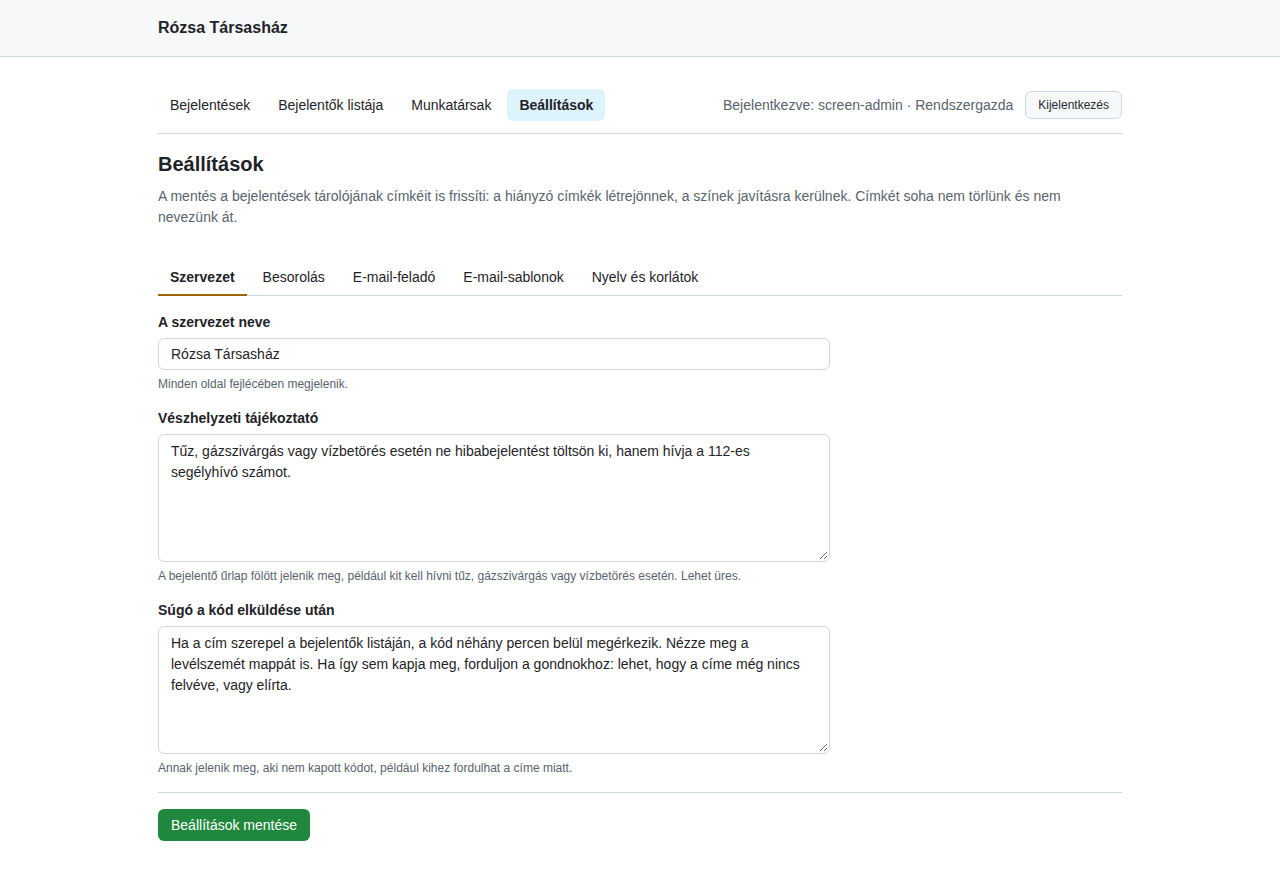 Rózsa Társasház
Bejelentések
Bejelentők listája
Munkatársak
Beállítások
Bejelentkezve: screen-admin · Rendszergazda
Kijelentkezés
Beállítások
A mentés a bejelentések tárolójának címkéit is frissíti: a hiányzó címkék létrejönnek, a színek javításra kerülnek. Címkét soha nem törlünk és nem
nevezünk át.
Szervezet
Besorolás
E-mail-feladó
E-mail-sablonok
Nyelv és korlátok
A szervezet neve
Rózsa Társasház
Minden oldal fejlécében megjelenik.
Vészhelyzeti tájékoztató
Tűz, gázszivárgás vagy vízbetörés esetén ne hibabejelentést töltsön ki, hanem hívja a 112-es
segélyhívó számot.
A bejelentő űrlap fölött jelenik meg, például kit kell hívni tűz, gázszivárgás vagy vízbetörés esetén. Lehet üres.
Súgó a kód elküldése után
Ha a cím szerepel a bejelentők listáján, a kód néhány percen belül megérkezik. Nézze meg a
levélszemét mappát is. Ha így sem kapja meg, forduljon a gondnokhoz: lehet, hogy a címe még nincs
felvéve, vagy elírta.
Annak jelenik meg, aki nem kapott kódot, például kihez fordulhat a címe miatt.
Beállítások mentése